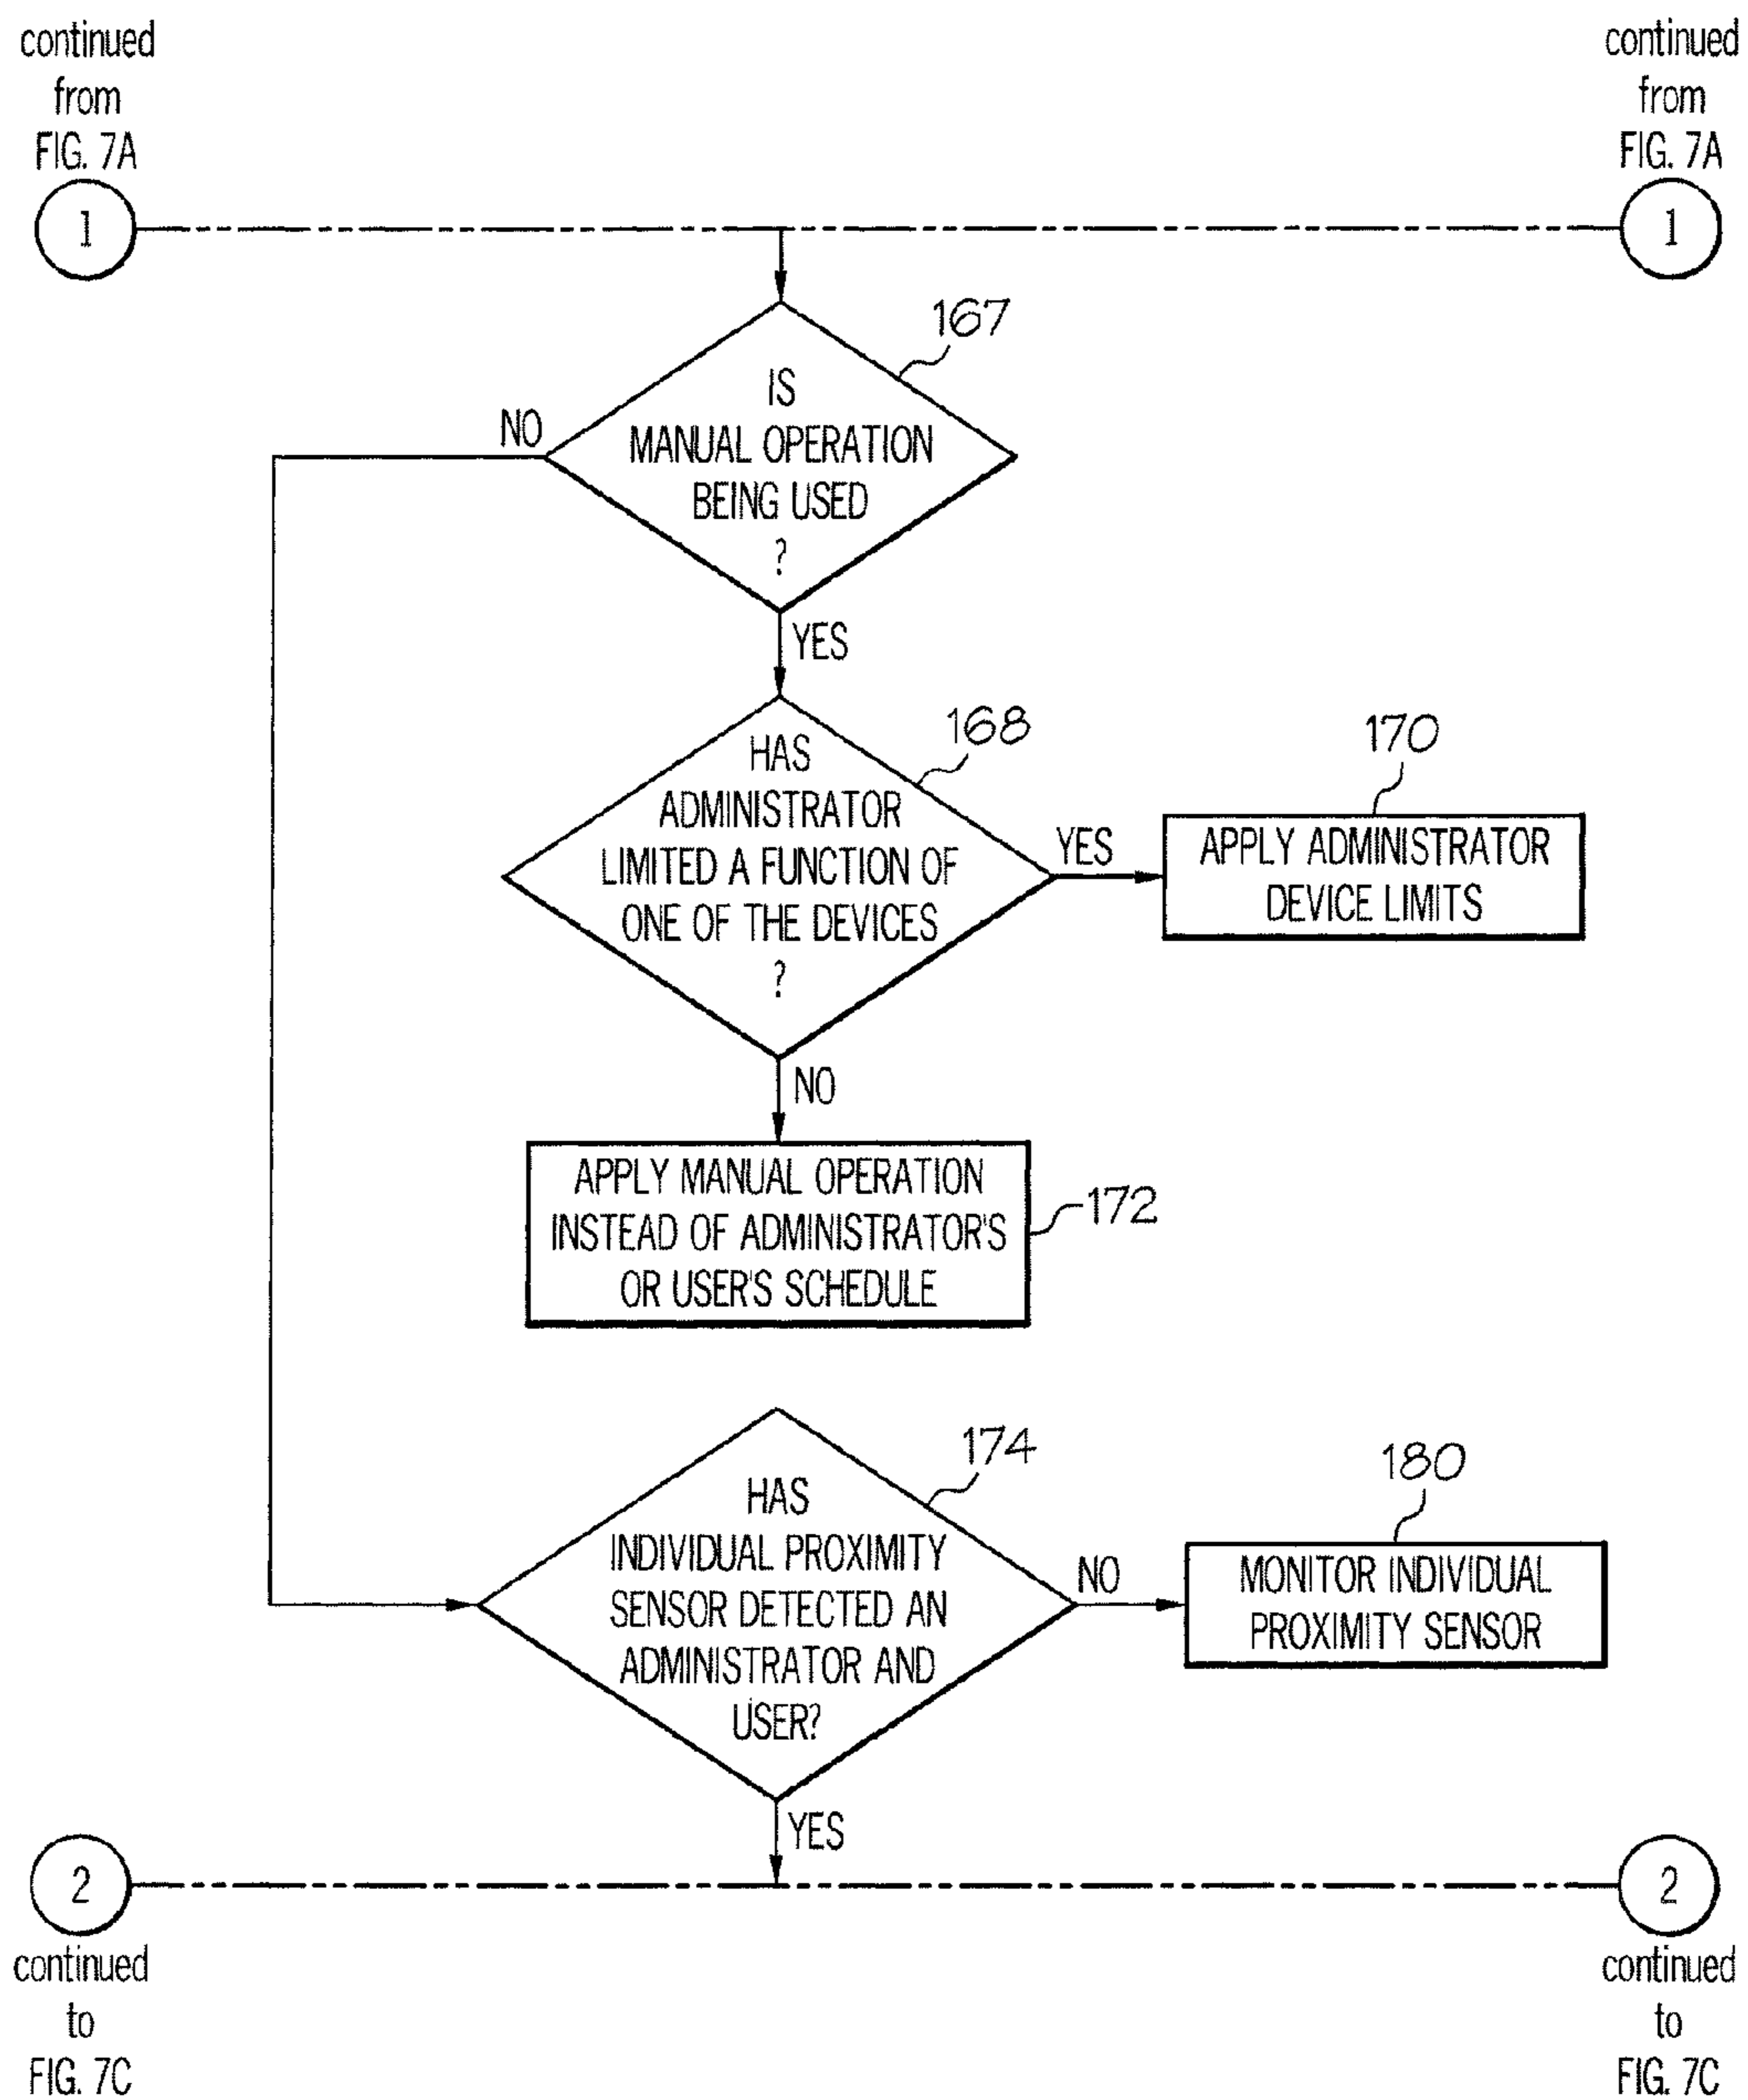 continued
from
FIG. 7A
1
continued
from
FIG. 7A
1
167
IS
MANUAL OPERATION
BEING USED
?
NO
YES
168
HAS
ADMINISTRATOR
LIMITED A FUNCTION OF
ONE OF THE DEVICES
?
YES
170
APPLY ADMINISTRATOR
DEVICE LIMITS
NO
APPLY MANUAL OPERATION
INSTEAD OF ADMINISTRATOR'S
OR USER'S SCHEDULE
172
174
HAS
INDIVIDUAL PROXIMITY
SENSOR DETECTED AN
ADMINISTRATOR AND
USER?
NO
180
MONITOR INDIVIDUAL
PROXIMITY SENSOR
YES
2
continued
to
FIG. 7C
2
continued
to
FIG. 7C